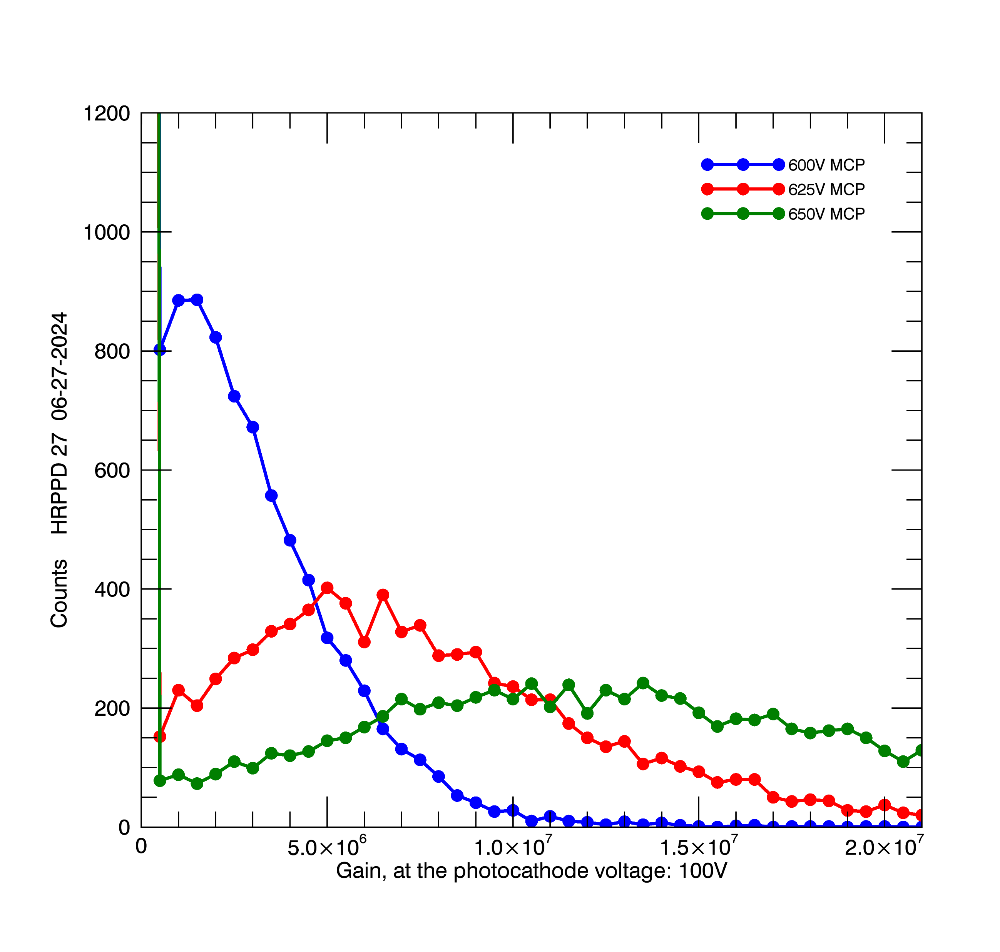 1200
1000
800
600
400
200
0
Counts HRPPD 27 06-27-2024
600V MCP
625V MCP
650V MCP
0
5.0×10⁶
1.0×10⁷
1.5×10⁷
2.0×10⁷
Gain, at the photocathode voltage: 100V